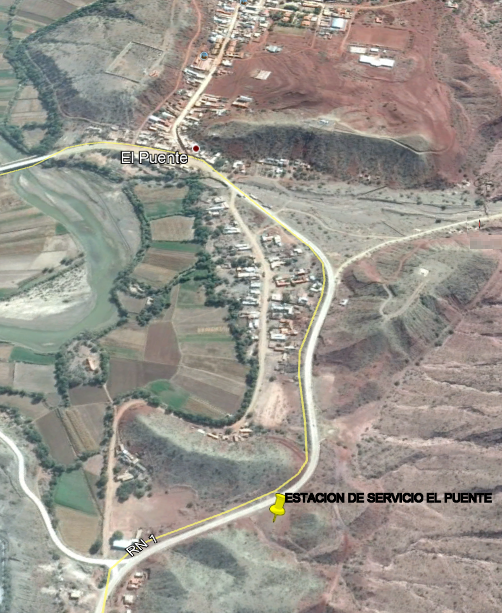 El Puente
ESTACION DE SERVICIO EL PUENTE
RN 1